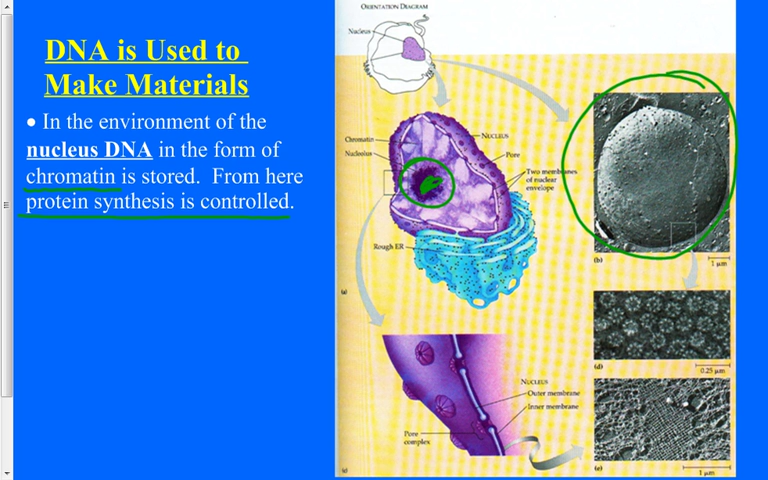 DNA is Used to
Make Materials
• In the environment of the
nucleus DNA in the form of
chromatin is stored. From here
protein synthesis is controlled.
ORIENTATION DIAGRAM
Nucleus
Chromatin
Nucleolus
NUCLEUS
Pore
Two membranes
of nuclear
envelope
Rough ER
(a)
(b)
1 µm
(d)
0.25 µm
NUCLEUS
Outer membrane
Inner membrane
Pore
complex
(c)
(e)
1 µm